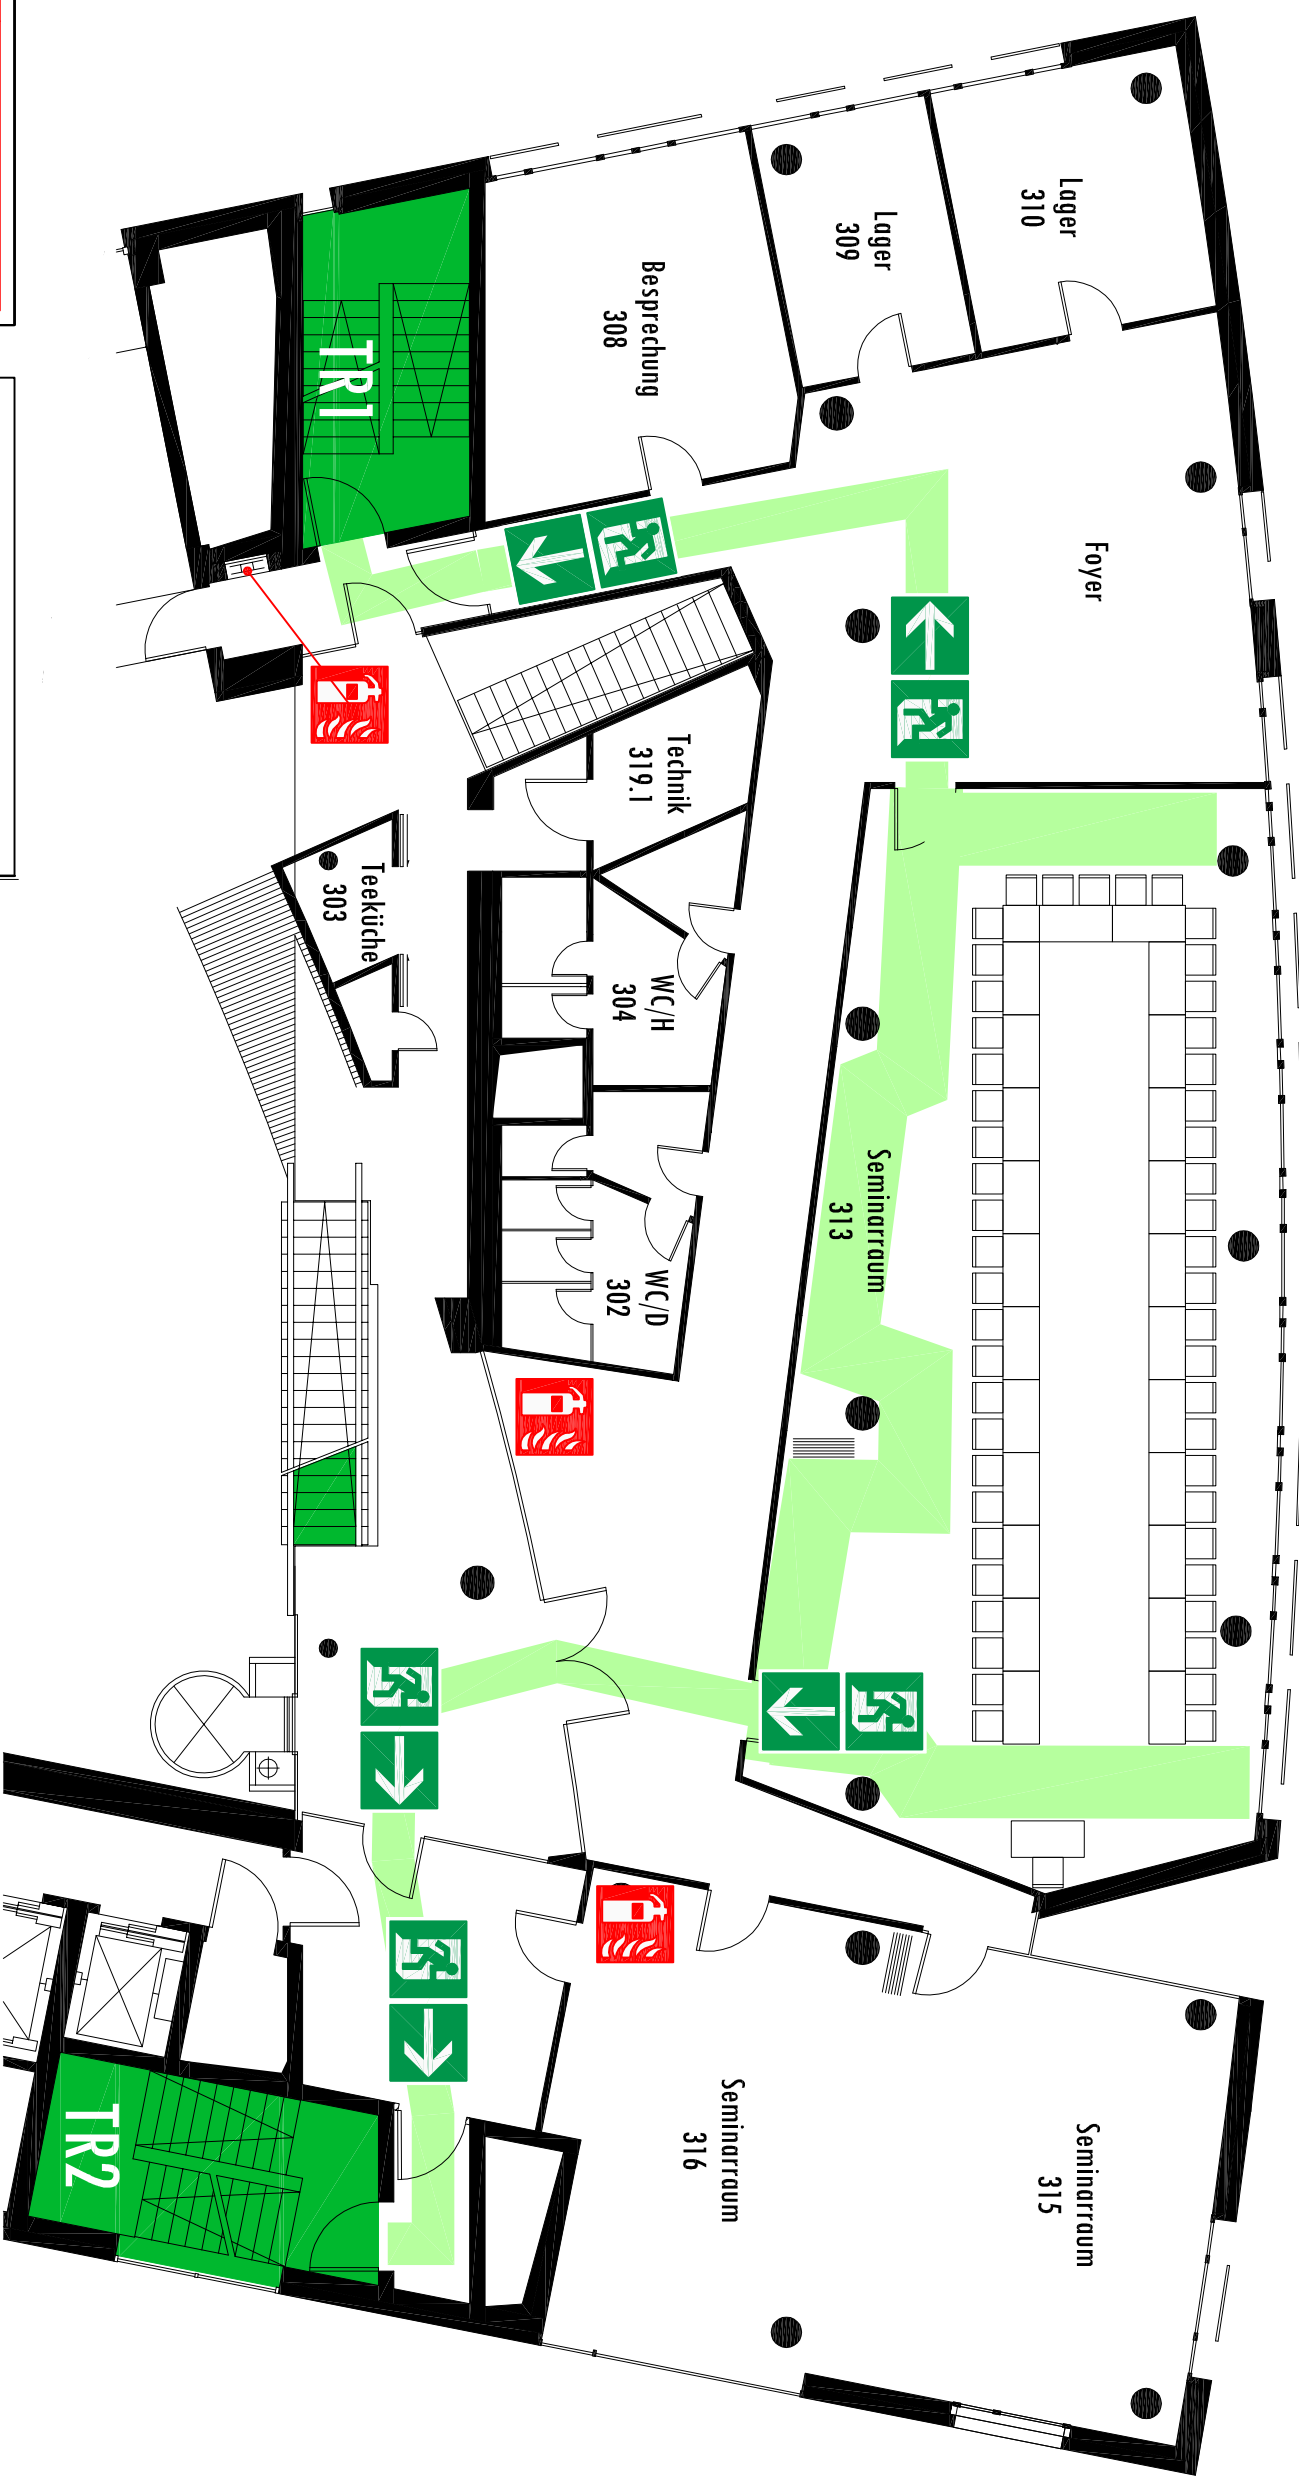 Lager
310
Lager
309
Besprechung
308
TR1
Foyer
Technik
319.1
Teeküche
303
WC/H
304
Seminarraum
313
WC/D
302
Seminarraum
315
Seminarraum
316
TR2